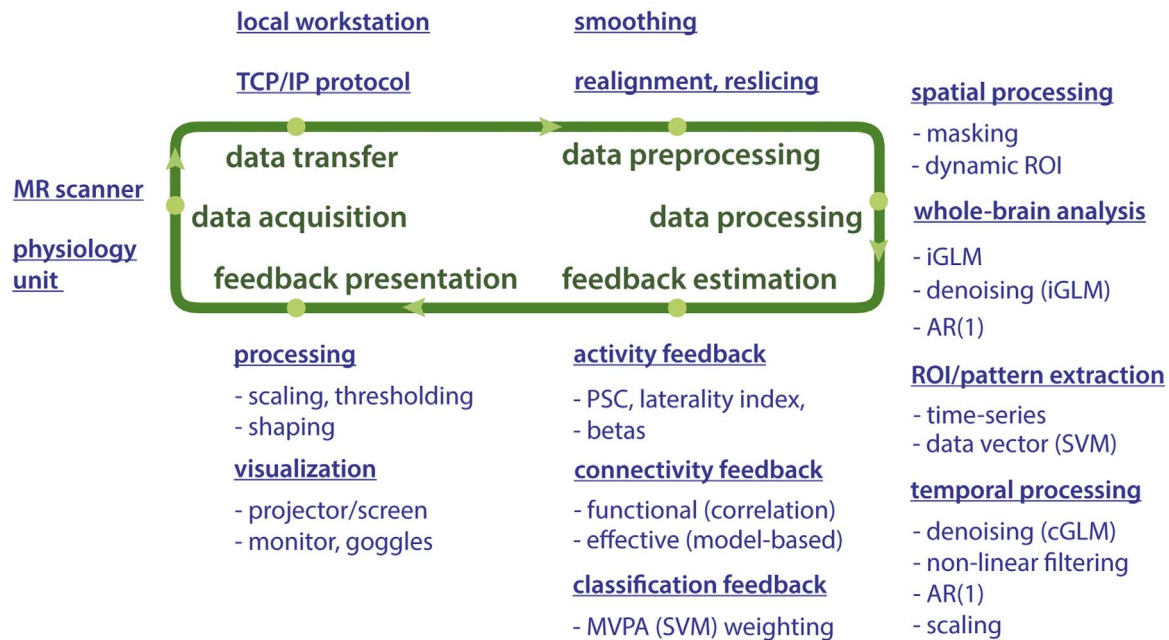 local workstation
TCP/IP protocol
smoothing
realignment, reslicing
data transfer
data preprocessing
MR scanner
physiology
unit
data acquisition
data processing
feedback presentation
feedback estimation
spatial processing
- masking
- dynamic ROI
whole-brain analysis
- iGLM
- denoising (iGLM)
- AR(1)
ROI/pattern extraction
- time-series
- data vector (SVM)
temporal processing
- denoising (cGLM)
- non-linear filtering
- AR(1)
- scaling
processing
- scaling, thresholding
- shaping
visualization
- projector/screen
- monitor, goggles
activity feedback
- PSC, laterality index,
- betas
connectivity feedback
- functional (correlation)
- effective (model-based)
classification feedback
- MVPA (SVM) weighting